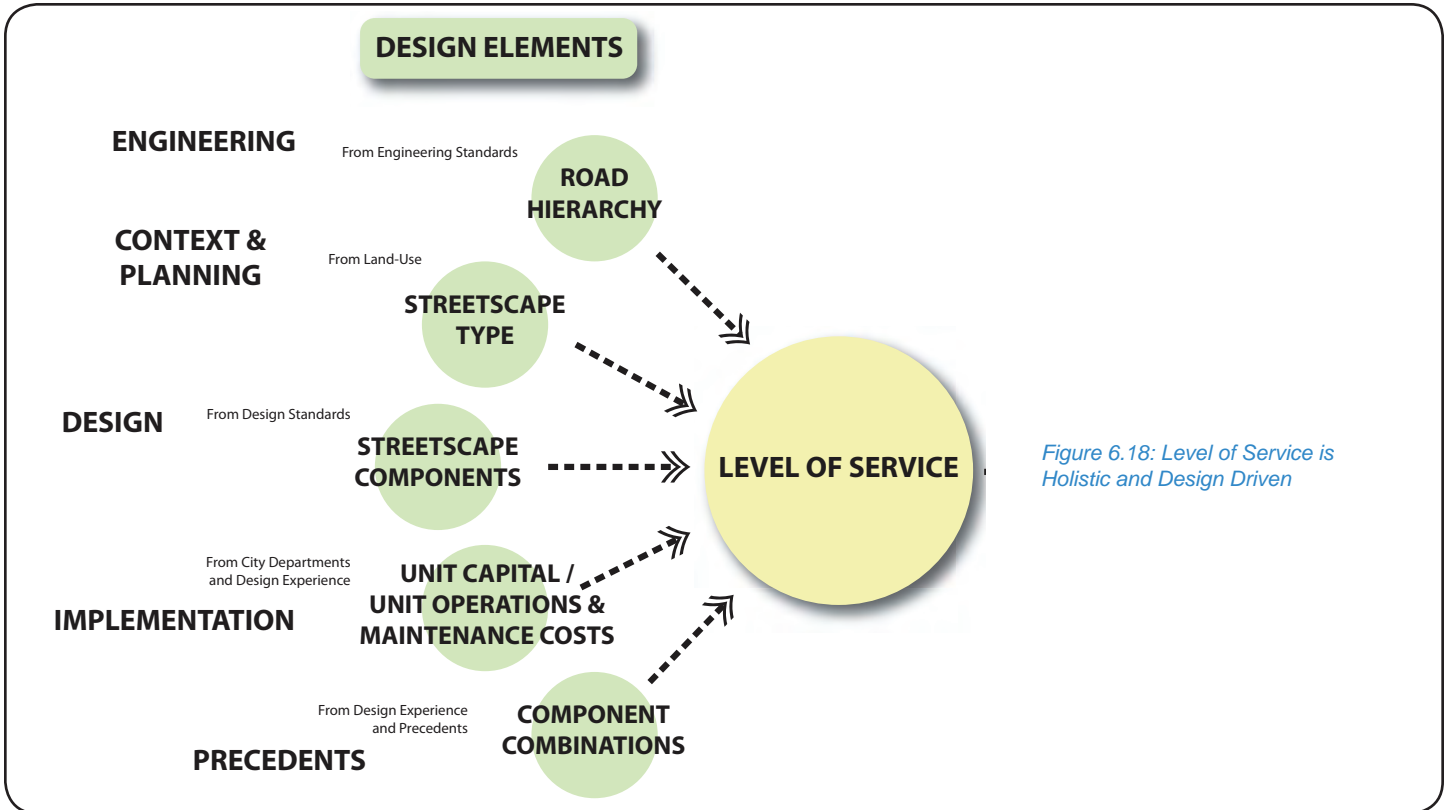 DESIGN ELEMENTS
ENGINEERING
From Engineering Standards
ROAD
HIERARCHY
CONTEXT &
PLANNING
From Land-Use
STREETSCAPE
TYPE
DESIGN
From Design Standards
STREETSCAPE
COMPONENTS
LEVEL OF SERVICE
Figure 6.18: Level of Service is
Holistic and Design Driven
IMPLEMENTATION
From City Departments
and Design Experience
UNIT CAPITAL /
UNIT OPERATIONS &
MAINTENANCE COSTS
PRECEDENTS
From Design Experience
and Precedents
COMPONENT
COMBINATIONS